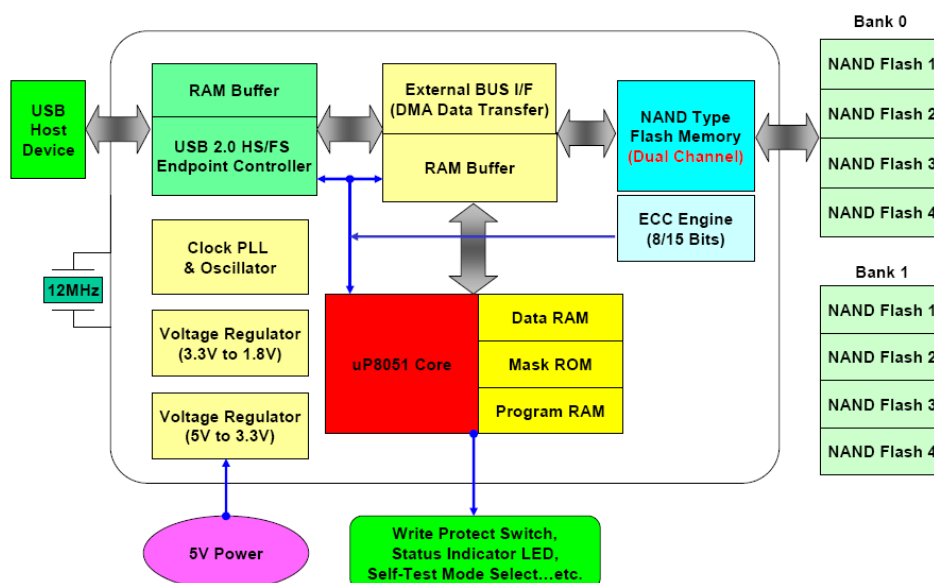 Bank 0
USB
Host
Device
RAM Buffer
USB 2.0 HS/FS
Endpoint Controller
External BUS I/F
(DMA Data Transfer)
RAM Buffer
NAND Type
Flash Memory
(Dual Channel)
ECC Engine
(8/15 Bits)
NAND Flash 1
NAND Flash 2
NAND Flash 3
NAND Flash 4
12MHz
Clock PLL
& Oscillator
Voltage Regulator
(3.3V to 1.8V)
Voltage Regulator
(5V to 3.3V)
uP8051 Core
Data RAM
Mask ROM
Program RAM
Bank 1
NAND Flash 1
NAND Flash 2
NAND Flash 3
NAND Flash 4
5V Power
Write Protect Switch,
Status Indicator LED,
Self-Test Mode Select...etc.